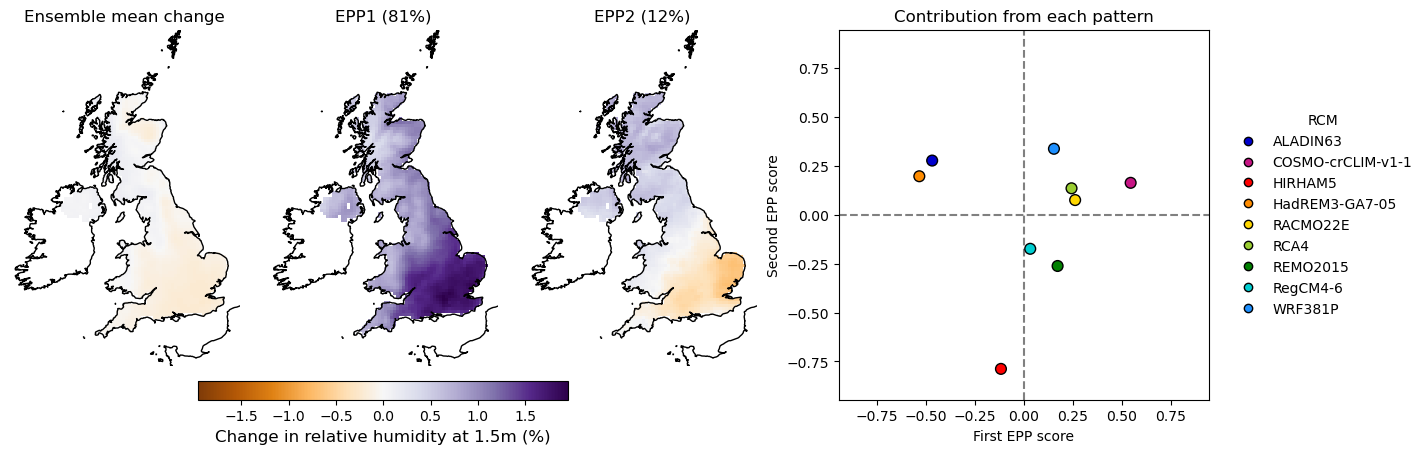 Ensemble mean change
EPP1 (81%)
EPP2 (12%)
Contribution from each pattern
−1.5 −1.0 −0.5 0.0 0.5 1.0 1.5
Change in relative humidity at 1.5m (%)
Second EPP score
0.75
0.50
0.25
0.00
−0.25
−0.50
−0.75
−0.75 −0.50 −0.25 0.00 0.25 0.50 0.75
First EPP score
RCM
ALADIN63
COSMO-crCLIM-v1-1
HIRHAM5
HadREM3-GA7-05
RACMO22E
RCA4
REMO2015
RegCM4-6
WRF381P